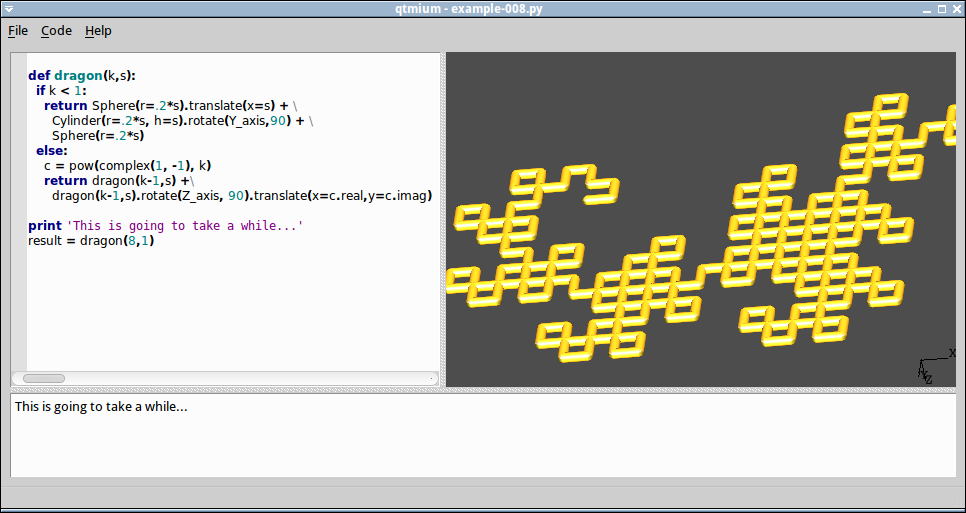 qtmium - example-008.py
File Code Help
def dragon(k,s):
if k < 1:
return Sphere(r=.2*s).translate(x=s) + \
Cylinder(r=.2*s, h=s).rotate(Y_axis,90) + \
Sphere(r=.2*s)
else:
c = pow(complex(1, -1), k)
return dragon(k-1,s) +\
dragon(k-1,s).rotate(Z_axis, 90).translate(x=c.real,y=c.imag)
print 'This is going to take a while...'
result = dragon(8,1)
X
Z
This is going to take a while...